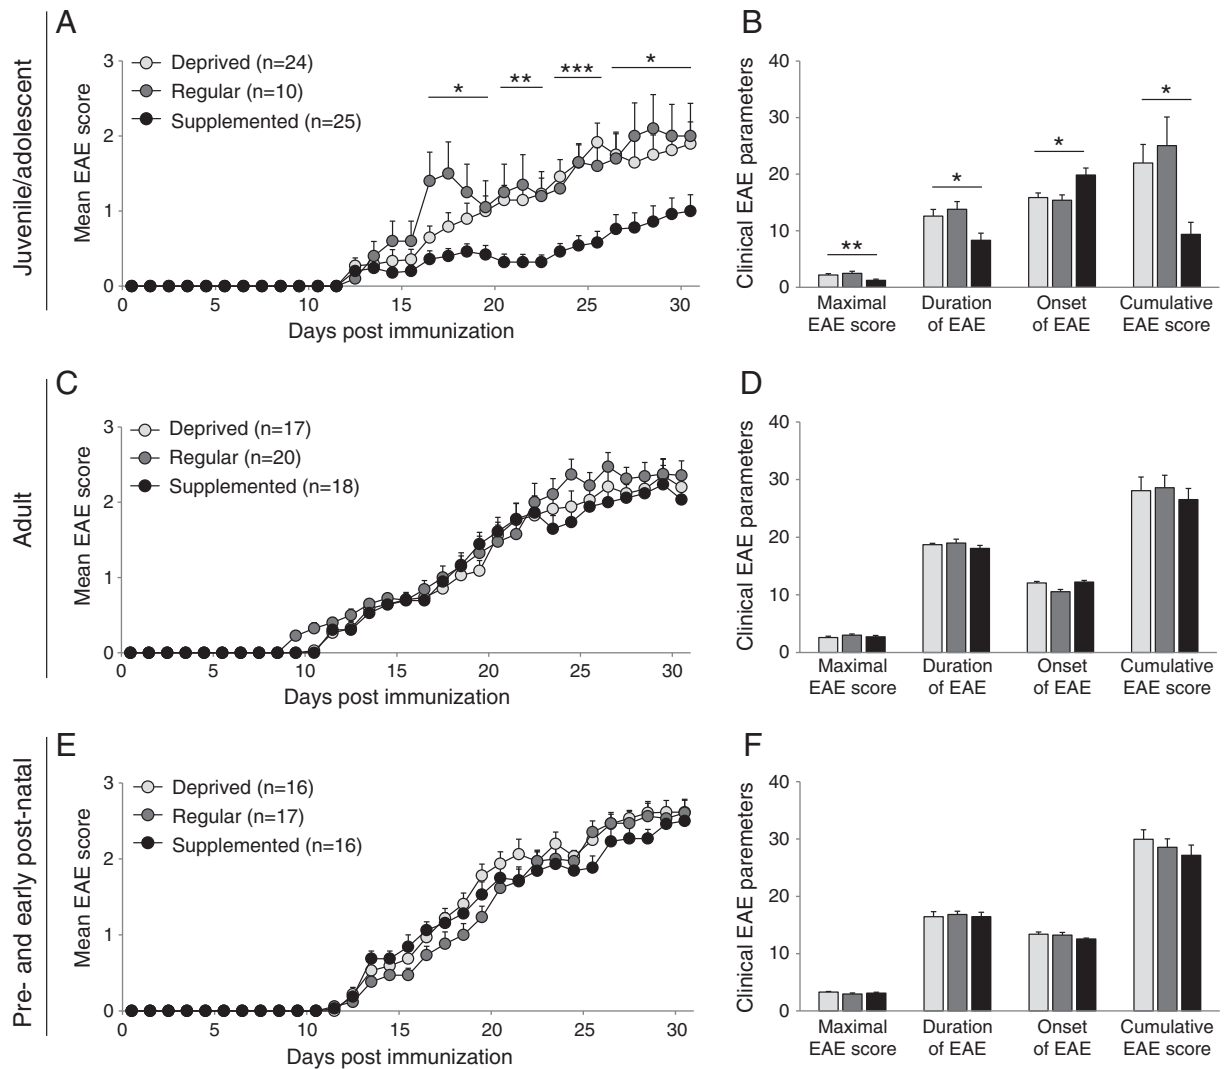 Juvenile/adolescent
A
Deprived (n=24)
Regular (n=10)
Supplemented (n=25)
* ** *** *
Mean EAE score
3
2
1
0
0 5 10 15 20 25 30
Days post immunization
B
Clinical EAE parameters
40
30
20
10
0
** * * *
Maximal EAE score
Duration of EAE
Onset of EAE
Cumulative EAE score
Adult
C
Deprived (n=17)
Regular (n=20)
Supplemented (n=18)
Mean EAE score
3
2
1
0
0 5 10 15 20 25 30
Days post immunization
D
Clinical EAE parameters
40
30
20
10
0
Maximal EAE score
Duration of EAE
Onset of EAE
Cumulative EAE score
Pre- and early post-natal
E
Deprived (n=16)
Regular (n=17)
Supplemented (n=16)
Mean EAE score
3
2
1
0
0 5 10 15 20 25 30
Days post immunization
F
Clinical EAE paremeters
40
30
20
10
0
Maximal EAE score
Duration of EAE
Onset of EAE
Cumulative EAE score